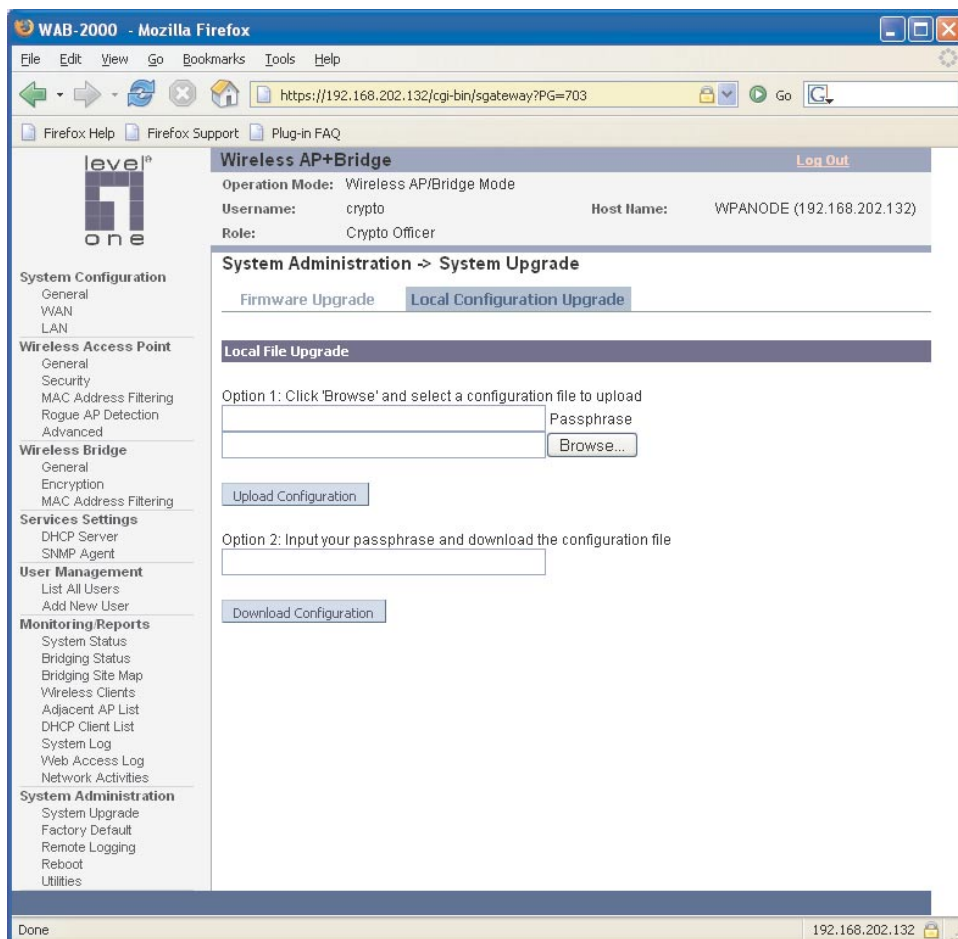 WAB-2000 - Mozilla Firefox
File Edit View Go Bookmarks Tools Help
https://192.168.202.132/cgi-bin/sgateway?PG=703 Go G
Firefox Help Firefox Support Plug-in FAQ
level one
Wireless AP+Bridge Log Out
Operation Mode: Wireless AP/Bridge Mode
Username: crypto Host Name: WPANODE (192.168.202.132)
Role: Crypto Officer
System Configuration
General
WAN
LAN
Wireless Access Point
General
Security
MAC Address Filtering
Rogue AP Detection
Advanced
Wireless Bridge
General
Encryption
MAC Address Filtering
Services Settings
DHCP Server
SNMP Agent
User Management
List All Users
Add New User
Monitoring/Reports
System Status
Bridging Status
Bridging Site Map
Wireless Clients
Adjacent AP List
DHCP Client List
System Log
Web Access Log
Network Activities
System Administration
System Upgrade
Factory Default
Remote Logging
Reboot
Utilities
System Administration -> System Upgrade
Firmware Upgrade Local Configuration Upgrade
Local File Upgrade
Option 1: Click 'Browse' and select a configuration file to upload
Passphrase
Browse...
Upload Configuration
Option 2: Input your passphrase and download the configuration file
Download Configuration
Done 192.168.202.132